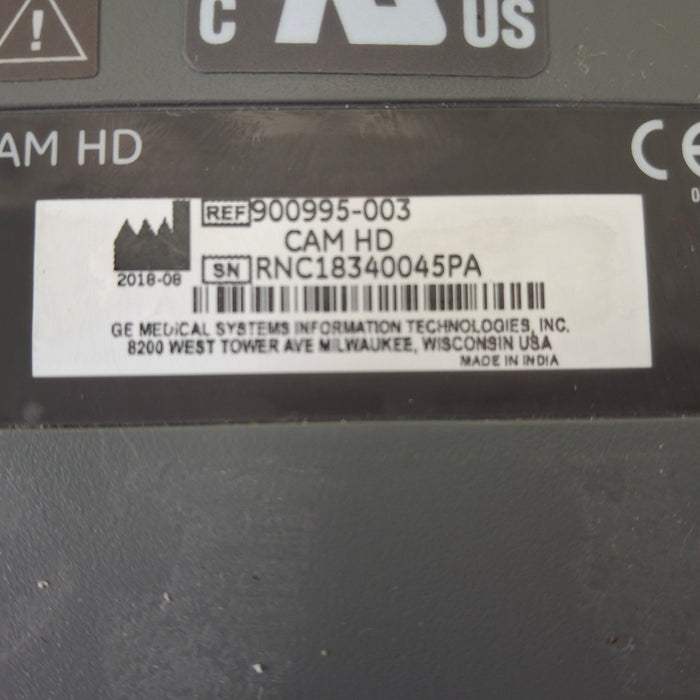 C US
CAM HD
CE
REF 900995-003
CAM HD
2018-08
SN RNC18340045PA
GE MEDICAL SYSTEMS INFORMATION TECHNOLOGIES, INC.
8200 WEST TOWER AVE MILWAUKEE, WISCONSIN USA
MADE IN INDIA